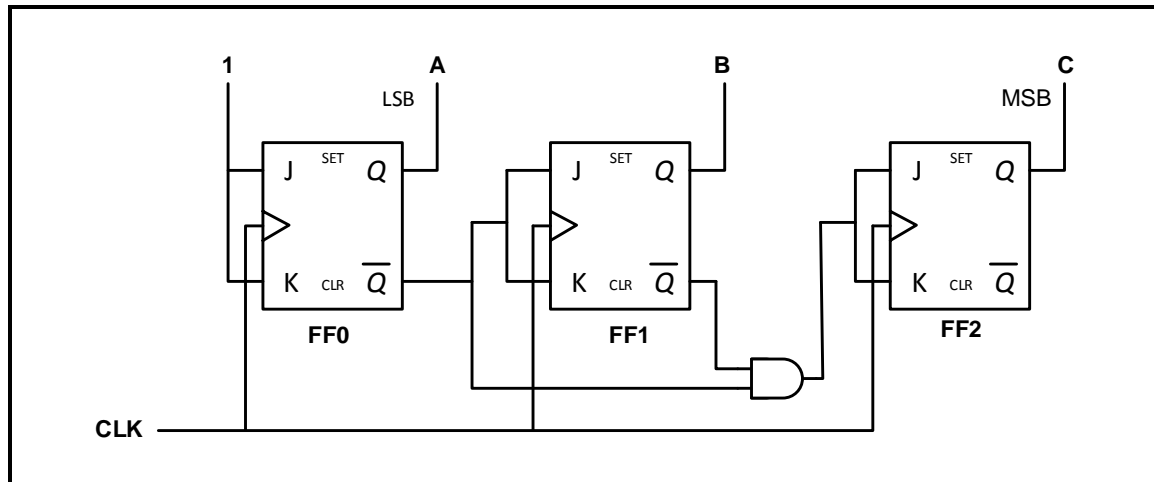 1 A B C
LSB MSB
SET SET SET
J Q J Q J Q
K CLR Q K CLR Q K CLR Q
FF0 FF1 FF2
CLK